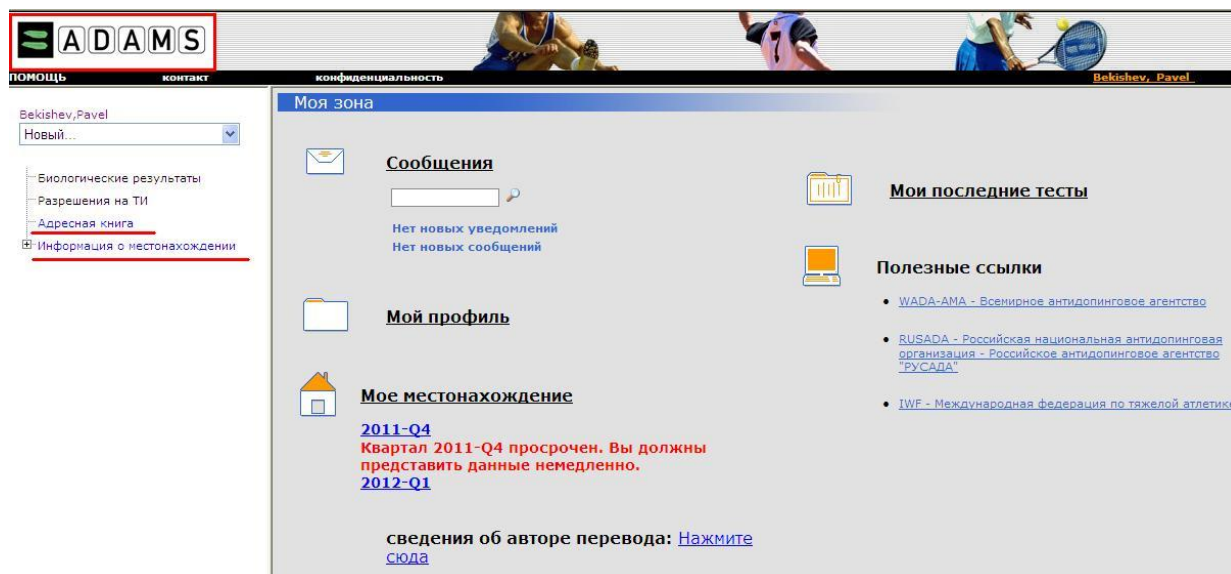 ADAMS
помощь контакт конфиденциальность Bekishev, Pavel
Bekishev,Pavel
Новый...
Биологические результаты
Разрешения на ТИ
Адресная книга
Информация о местонахождении
Моя зона
Сообщения
Нет новых уведомлений
Нет новых сообщений
Мой профиль
Мое местонахождение
2011-Q4
Квартал 2011-Q4 просрочен. Вы должны
представить данные немедленно.
2012-Q1
сведения об авторе перевода: Нажмите
сюда
Мои последние тесты
Полезные ссылки
WADA-AMA - Всемирное антидопинговое агентство
RUSADA - Российская национальная антидопинговая
организация - Российское антидопинговое агентство
"РУСАДА"
IWF - Международная федерация по тяжелой атлетике
7